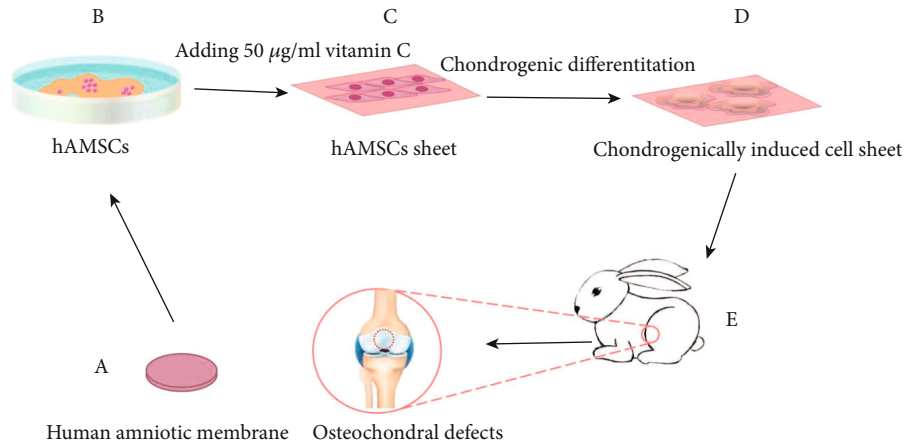 B
C
D
Adding 50 μg/ml vitamin C
Chondrogenic differentitation
hAMSCs
hAMSCs sheet
Chondrogenically induced cell sheet
E
A
Human amniotic membrane
Osteochondral defects